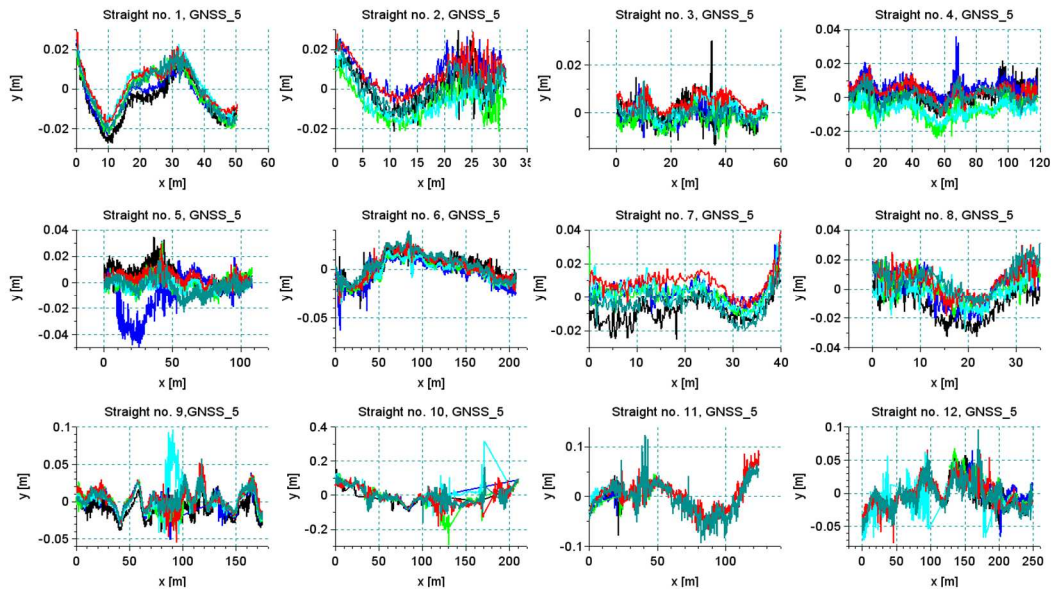 Straight no. 1, GNSS_5 Straight no. 2, GNSS_5 Straight no. 3, GNSS_5 Straight no. 4, GNSS_5
0.02 0 -0.02
y [m]
0 10 20 30 40 50 60
x [m]
0.02 0 -0.02
y [m]
0 5 10 15 20 25 30 35
x [m]
0.02 0
y [m]
0 20 40 60
x [m]
0.04 0.02 0 -0.02
y [m]
0 20 40 60 80 100 120
x [m]
Straight no. 5, GNSS_5 Straight no. 6, GNSS_5 Straight no. 7, GNSS_5 Straight no. 8, GNSS_5
0.04 0.02 0 -0.02 -0.04
y [m]
0 50 100
x [m]
0 -0.05
y [m]
0 50 100 150 200
x [m]
0.04 0.02 0 -0.02
y [m]
0 10 20 30 40
x [m]
0.04 0.02 0 -0.02 -0.04
y [m]
0 10 20 30
x [m]
Straight no. 9,GNSS_5 Straight no. 10, GNSS_5 Straight no. 11, GNSS_5 Straight no. 12, GNSS_5
0.1 0.05 0 -0.05
y [m]
0 50 100 150
x [m]
0.4 0.2 0 -0.2
y [m]
0 50 100 150 200
x [m]
0.1 0 -0.1
y [m]
0 50 100
x [m]
0.1 0.05 0 -0.05
y [m]
0 50 100 150 200 250
x [m]